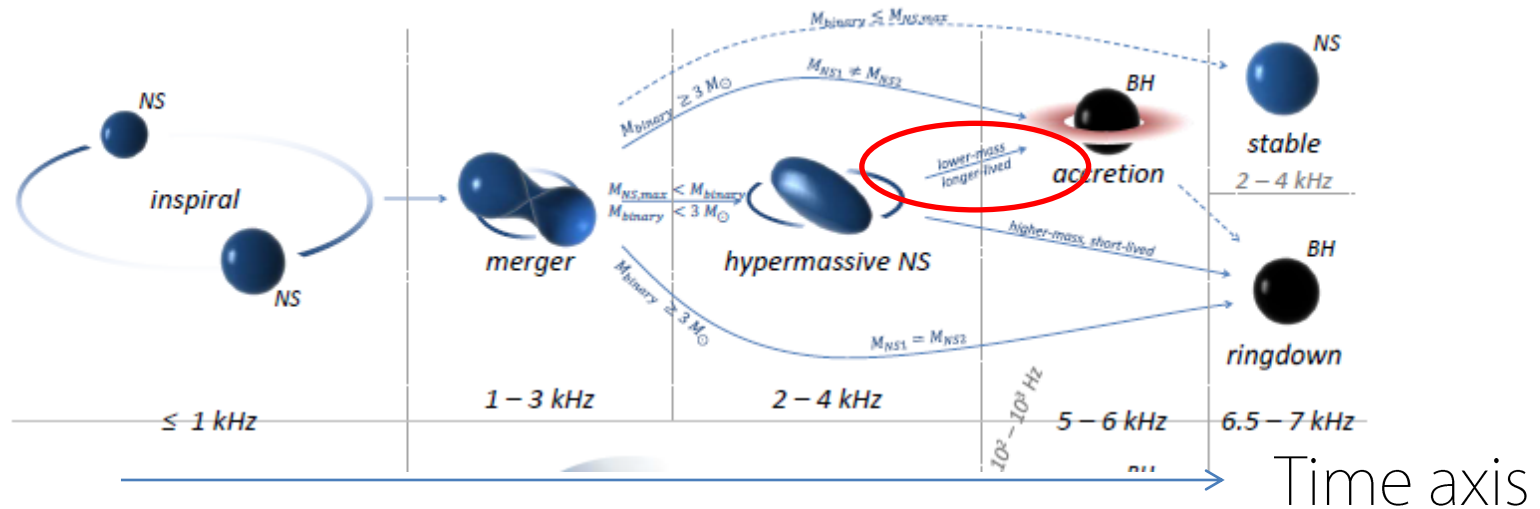 M_binary ≤ M_NS,max
NS
NS
M_binary ≥ 3 M_⊙
M_NS1 ≠ M_NS2
BH
stable
lower-mass
longer-lived
accretion
2 – 4 kHz
inspiral
M_NS,max < M_binary
M_binary < 3 M_⊙
merger
hypermassive NS
higher-mass, short-lived
BH
NS
M_binary ≥ 3 M_⊙
M_NS1 = M_NS2
ringdown
≤ 1 kHz
1 – 3 kHz
2 – 4 kHz
10² – 10³ Hz
5 – 6 kHz
6.5 – 7 kHz
Time axis